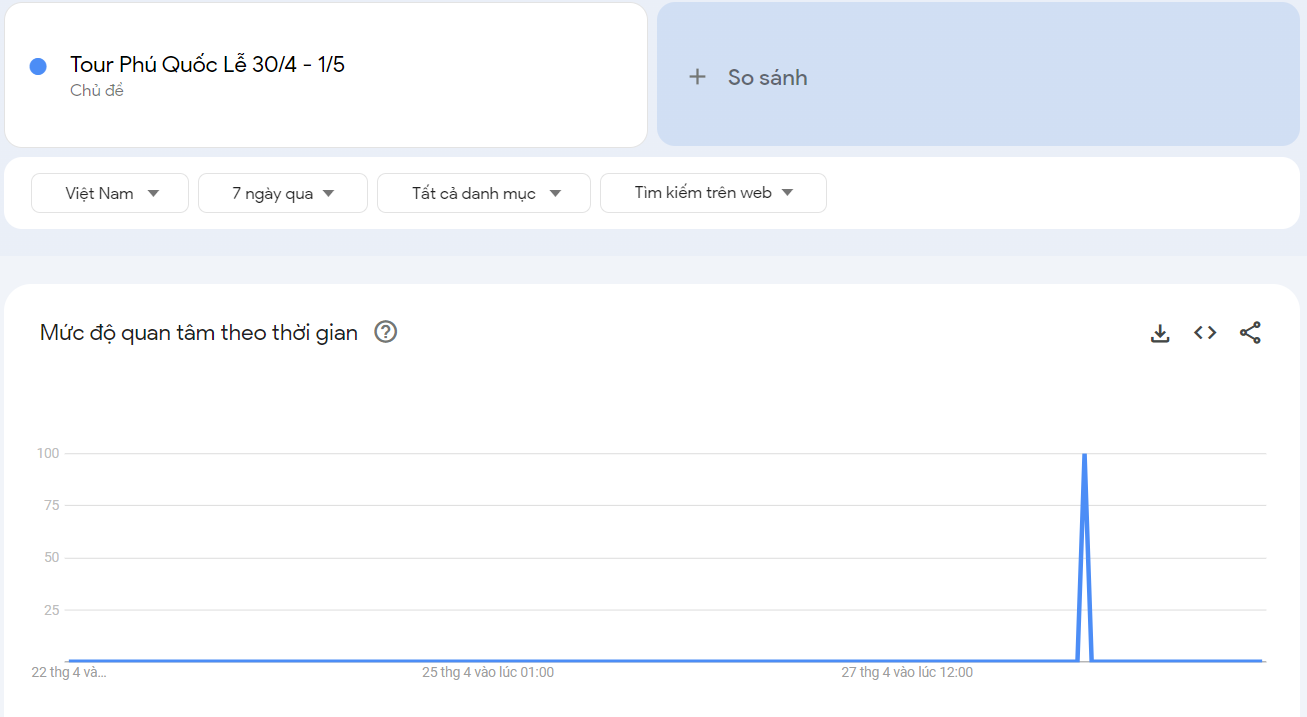 Tour Phú Quốc Lễ 30/4 - 1/5
Chủ đề
+ So sánh
Việt Nam
7 ngày qua
Tất cả danh mục
Tìm kiếm trên web
Mức độ quan tâm theo thời gian
100
75
50
25
22 thg 4 và...
25 thg 4 vào lúc 01:00
27 thg 4 vào lúc 12:00